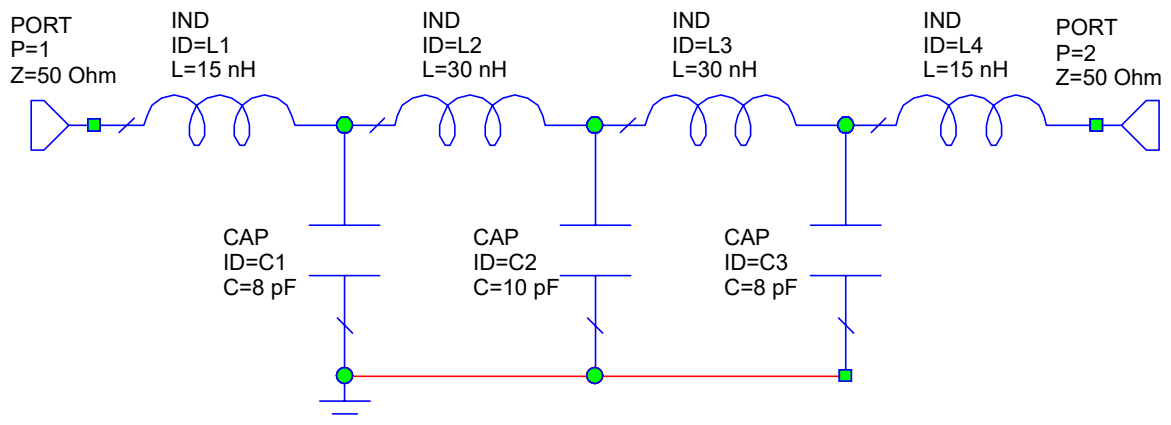 PORT
P=1
Z=50 Ohm
IND
ID=L1
L=15 nH
IND
ID=L2
L=30 nH
IND
ID=L3
L=30 nH
IND
ID=L4
L=15 nH
PORT
P=2
Z=50 Ohm
CAP
ID=C1
C=8 pF
CAP
ID=C2
C=10 pF
CAP
ID=C3
C=8 pF